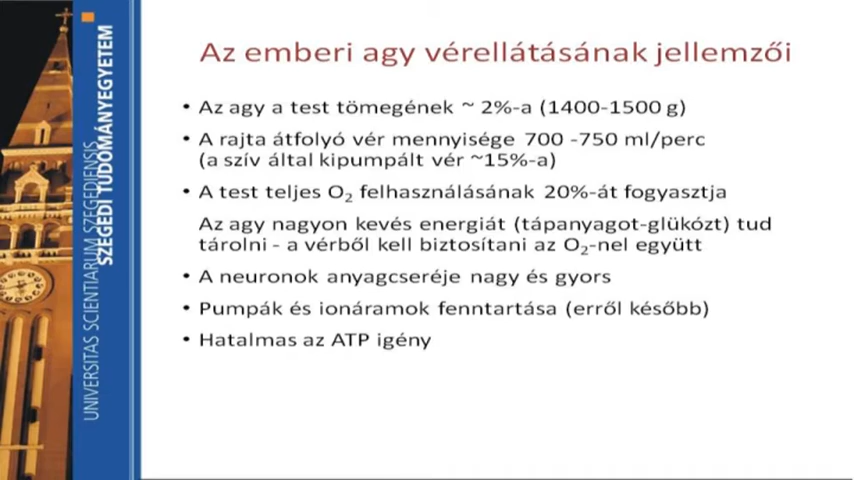 UNIVERSITAS SCIENTIARUM SZEGEDIENSIS
SZEGEDI TUDOMÁNYEGYETEM
Az emberi agy vérellátásának jellemzői
• Az agy a test tömegének ~ 2%-a (1400-1500 g)
• A rajta átfolyó vér mennyisége 700 -750 ml/perc
(a szív által kipumpált vér ~15%-a)
• A test teljes O₂ felhasználásának 20%-át fogyasztja
Az agy nagyon kevés energiát (tápanyagot-glükózt) tud
tárolni - a vérből kell biztosítani az O₂-nel együtt
• A neuronok anyagcseréje nagy és gyors
• Pumpák és ionáramok fenntartása (erről később)
• Hatalmas az ATP igény